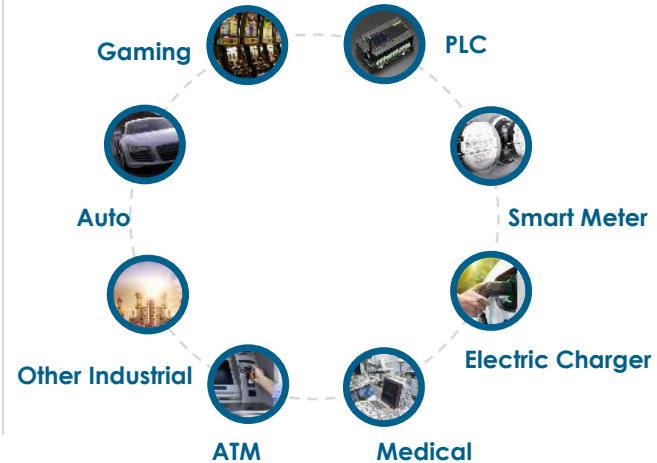 Gaming
PLC
Auto
Smart Meter
Other Industrial
Electric Charger
ATM
Medical